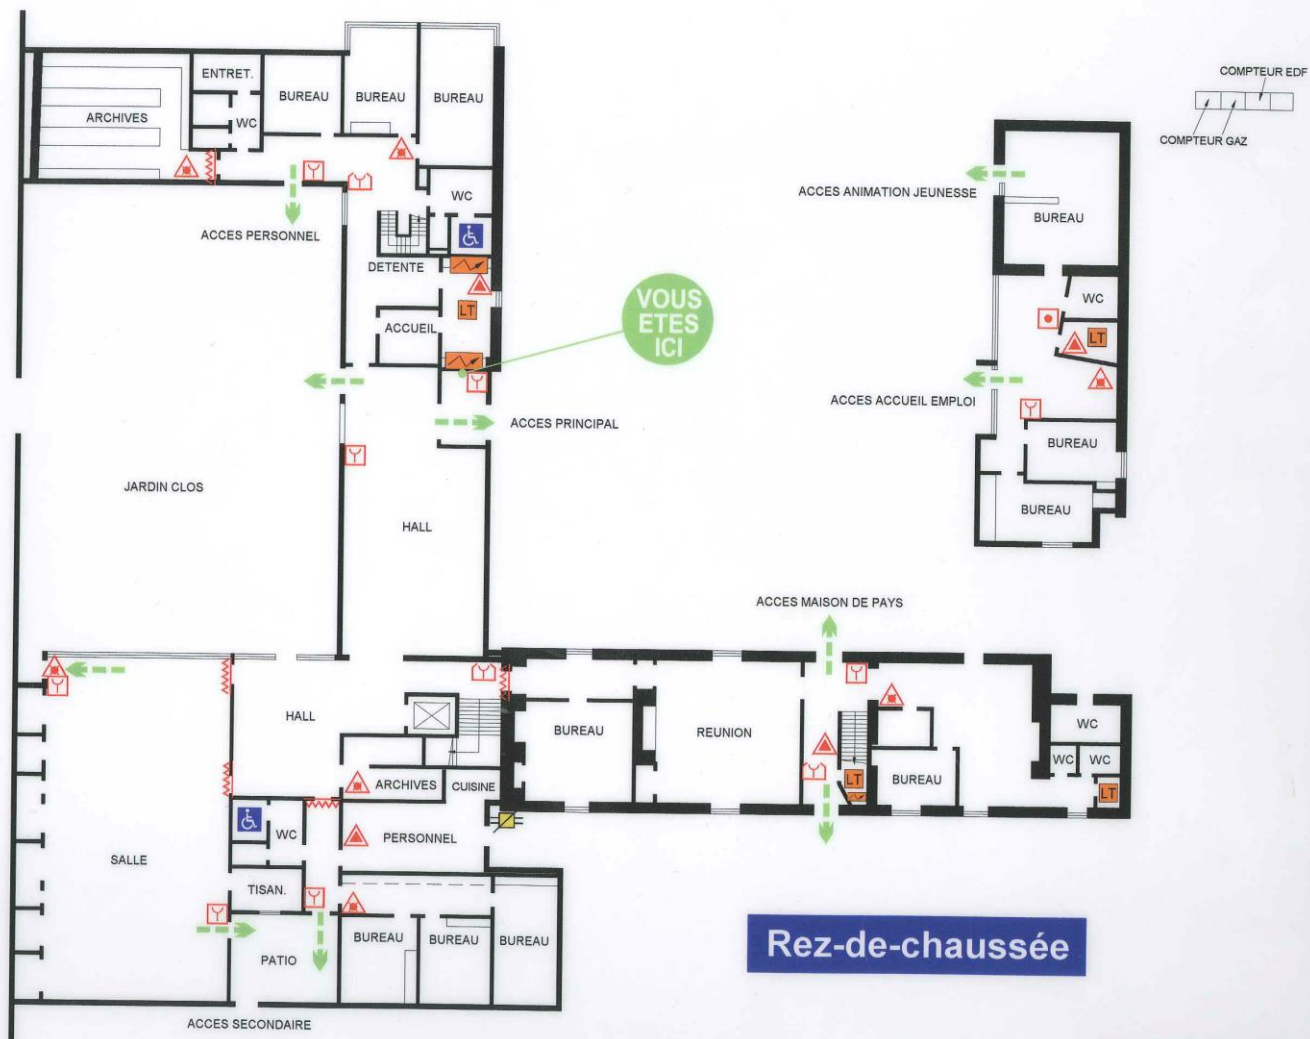 COMPTEUR EDF
COMPTEUR GAZ
ENTRET.
BUREAU
BUREAU
BUREAU
ARCHIVES
WC
WC
ACCES PERSONNEL
DETENTE
ACCUEIL
LT
VOUS
ETES
ICI
ACCES ANIMATION JEUNESSE
BUREAU
WC
LT
ACCES ACCUEIL EMPLOI
BUREAU
BUREAU
ACCES PRINCIPAL
JARDIN CLOS
HALL
ACCES MAISON DE PAYS
HALL
BUREAU
REUNION
WC
WC
WC
LT
BUREAU
LT
ARCHIVES
CUISINE
WC
PERSONNEL
SALLE
TISAN.
BUREAU
BUREAU
BUREAU
PATIO
Rez-de-chaussée
ACCES SECONDAIRE